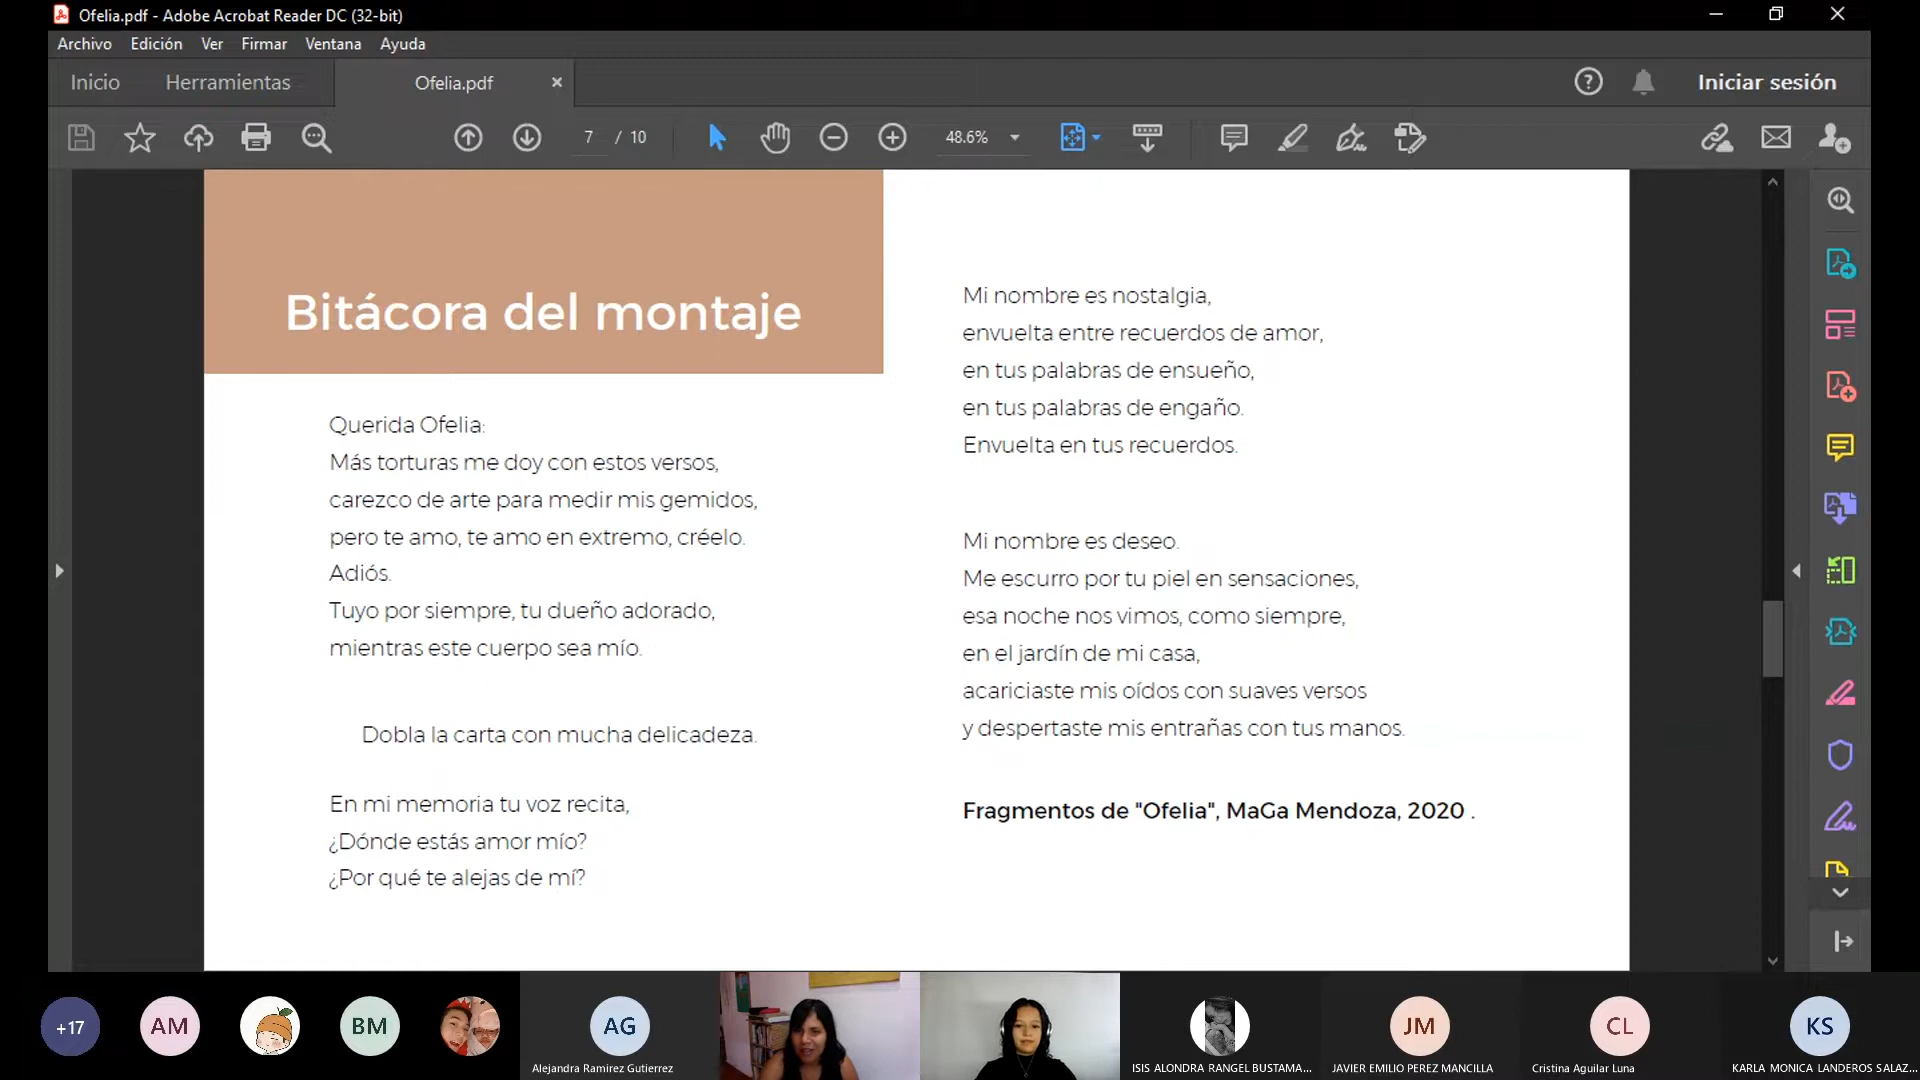 Ofelia.pdf - Adobe Acrobat Reader DC (32-bit)
Archivo Edición Ver Firmar Ventana Ayuda
Inicio Herramientas Ofelia.pdf Iniciar sesión
7 / 10 48.6%
Bitácora del montaje
Querida Ofelia:
Más torturas me doy con estos versos,
carezco de arte para medir mis gemidos,
pero te amo, te amo en extremo, créelo.
Adiós.
Tuyo por siempre, tu dueño adorado,
mientras este cuerpo sea mío.
Dobla la carta con mucha delicadeza.
En mi memoria tu voz recita,
¿Dónde estás amor mío?
¿Por qué te alejas de mí?
Mi nombre es nostalgia,
envuelta entre recuerdos de amor,
en tus palabras de ensueño,
en tus palabras de engaño.
Envuelta en tus recuerdos.
Mi nombre es deseo.
Me escurro por tu piel en sensaciones,
esa noche nos vimos, como siempre,
en el jardín de mi casa,
acariciaste mis oídos con suaves versos
y despertaste mis entrañas con tus manos.
Fragmentos de "Ofelia", MaGa Mendoza, 2020 .
+17 AM BM AG JM CL KS
Alejandra Ramirez Gutierrez
ISIS ALONDRA RANGEL BUSTAMA...
JAVIER EMILIO PEREZ MANCILLA
Cristina Aguilar Luna
KARLA MONICA LANDEROS SALAZ...